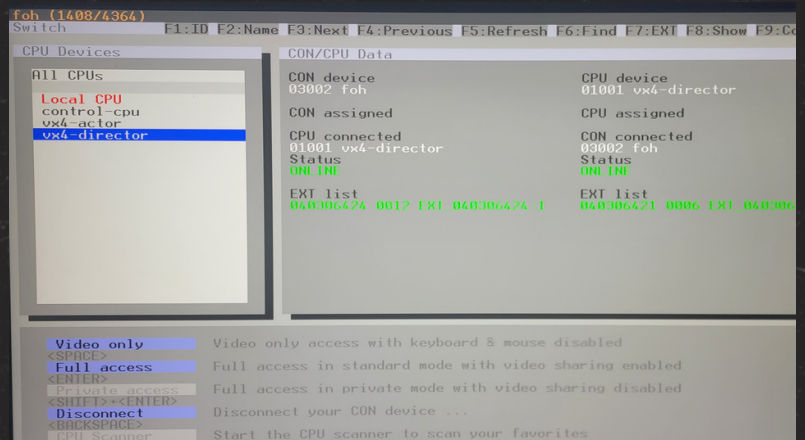 foh (1408/4364)
Switch F1:ID F2:Name F3:Next F4:Previous F5:Refresh F6:Find F7:EXT F8:Show F9:Co
CPU Devices
CON/CPU Data
All CPUs
Local CPU
control-cpu
vx4-actor
vx4-director
CON device
03002 foh
CPU device
01001 vx4-director
CON assigned
CPU assigned
CPU connected
01001 vx4-director
CON connected
03002 foh
Status
ONLINE
Status
ONLINE
EXT list
040306424 0012 EXT_040306424
EXT list
040306421 0006 EXT_040306
Video only Video only access with keyboard & mouse disabled
<SPACE>
Full access Full access in standard mode with video sharing enabled
<ENTER>
Private access Full access in private mode with video sharing disabled
<SHIFT>+<ENTER>
Disconnect Disconnect your CON device ...
<BACKSPACE>
CPU Scanner Start the CPU scanner to scan your favorites